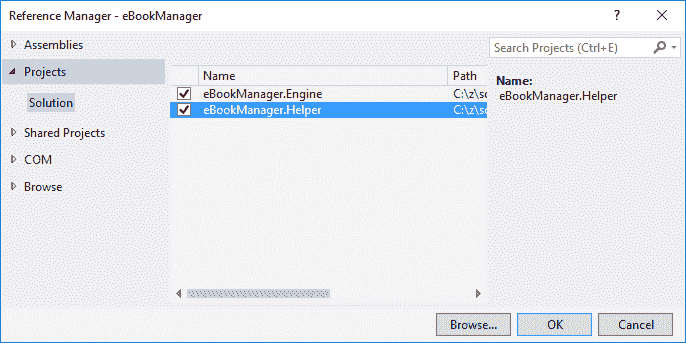 Reference Manager - eBookManager
Assemblies
Projects
Solution
Shared Projects
COM
Browse
Name Path
eBookManager.Engine C:\z\sc
eBookManager.Helper C:\z\sc
Search Projects (Ctrl+E)
Name:
eBookManager.Helper
Browse... OK Cancel